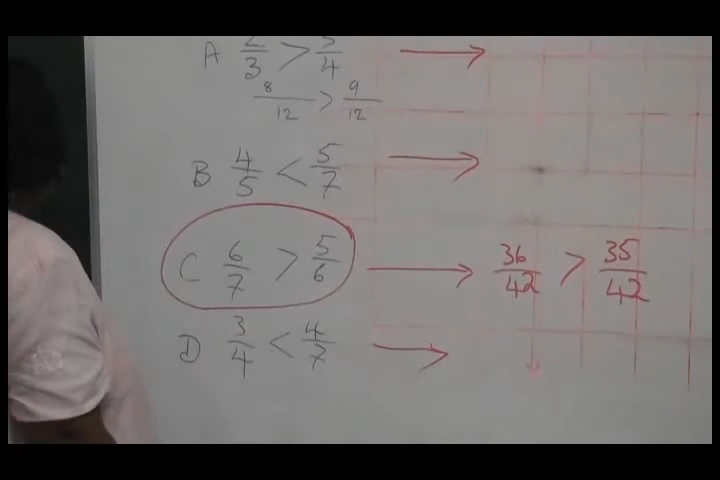 A 2/3 > 3/4 →
8/12 > 9/12
B 4/5 < 5/7 →
C 6/7 > 5/6 → 36/42 > 35/42
D 3/4 < 4/7 →